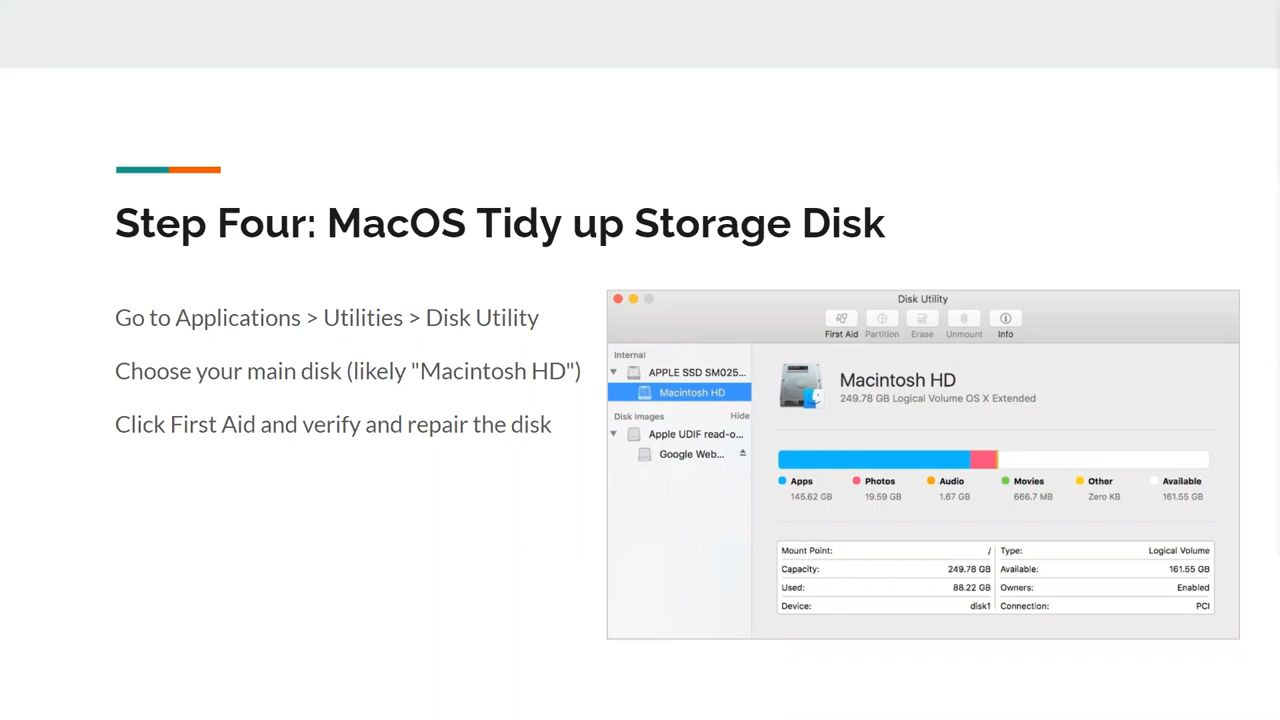 Step Four: MacOS Tidy up Storage Disk
Go to Applications > Utilities > Disk Utility
Choose your main disk (likely "Macintosh HD")
Click First Aid and verify and repair the disk
Disk Utility
First Aid Partition Erase Unmount Info
Internal
APPLE SSD SM025...
Macintosh HD
Disk Images Hide
Apple UDIF read-o...
Google Web...
Macintosh HD
249.78 GB Logical Volume OS X Extended
Apps Photos Audio Movies Other Available
145.62 GB 19.59 GB 1.67 GB 666.7 MB Zero KB 161.55 GB
Mount Point: / Type: Logical Volume
Capacity: 249.78 GB Available: 161.55 GB
Used: 88.22 GB Owners: Enabled
Device: disk1 Connection: PCI